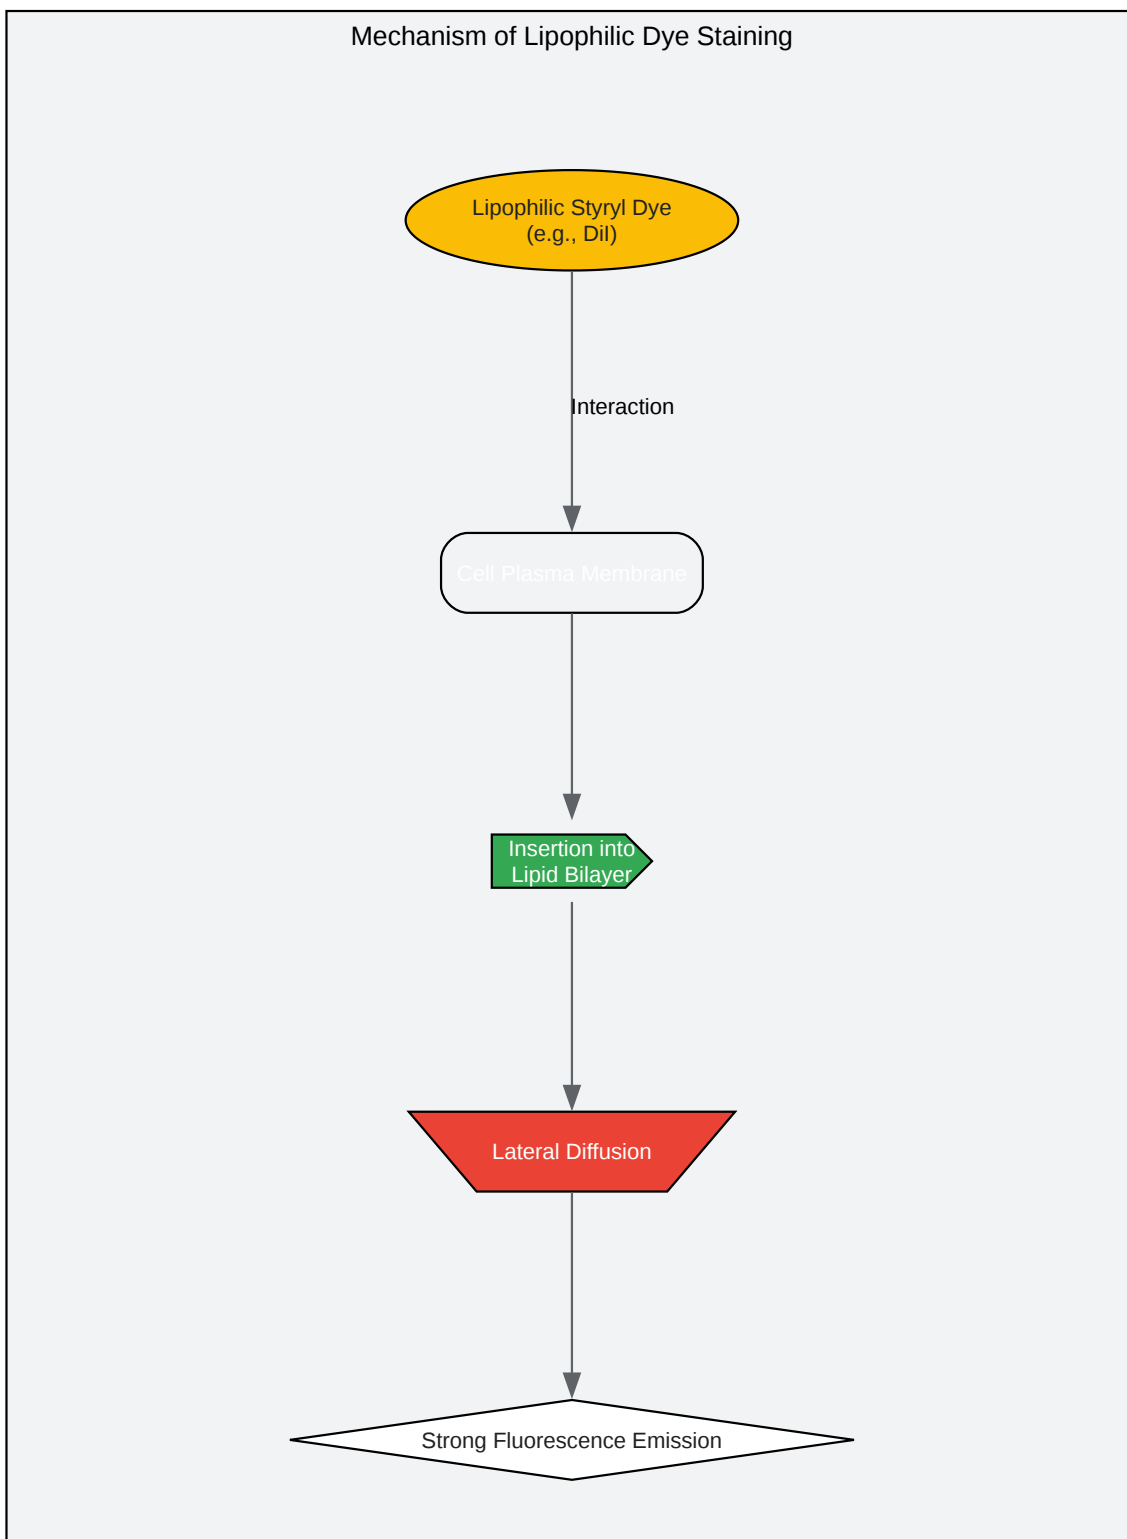 Mechanism of Lipophilic Dye Staining
Lipophilic Styryl Dye
(e.g., DiI)
Interaction
Cell Plasma Membrane
Insertion into
Lipid Bilayer
Lateral Diffusion
Strong Fluorescence Emission